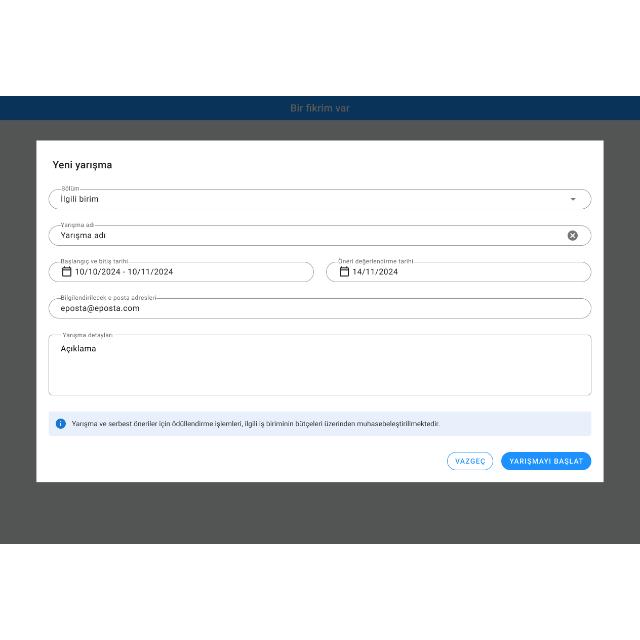 Bir fikrim var
Yeni yarışma
Bölüm
İlgili birim
Yarışma adı
Yarışma adı
Başlangıç ve bitiş tarihi
10/10/2024 - 10/11/2024
Öneri değerlendirme tarihi
14/11/2024
Bilgilendirilecek e posta adresleri
eposta@eposta.com
Yarışma detayları
Açıklama
Yarışma ve serbest öneriler için ödüllendirme işlemleri, ilgili iş biriminin bütçeleri üzerinden muhasebeleştirilmektedir.
VAZGEÇ
YARIŞMAYI BAŞLAT